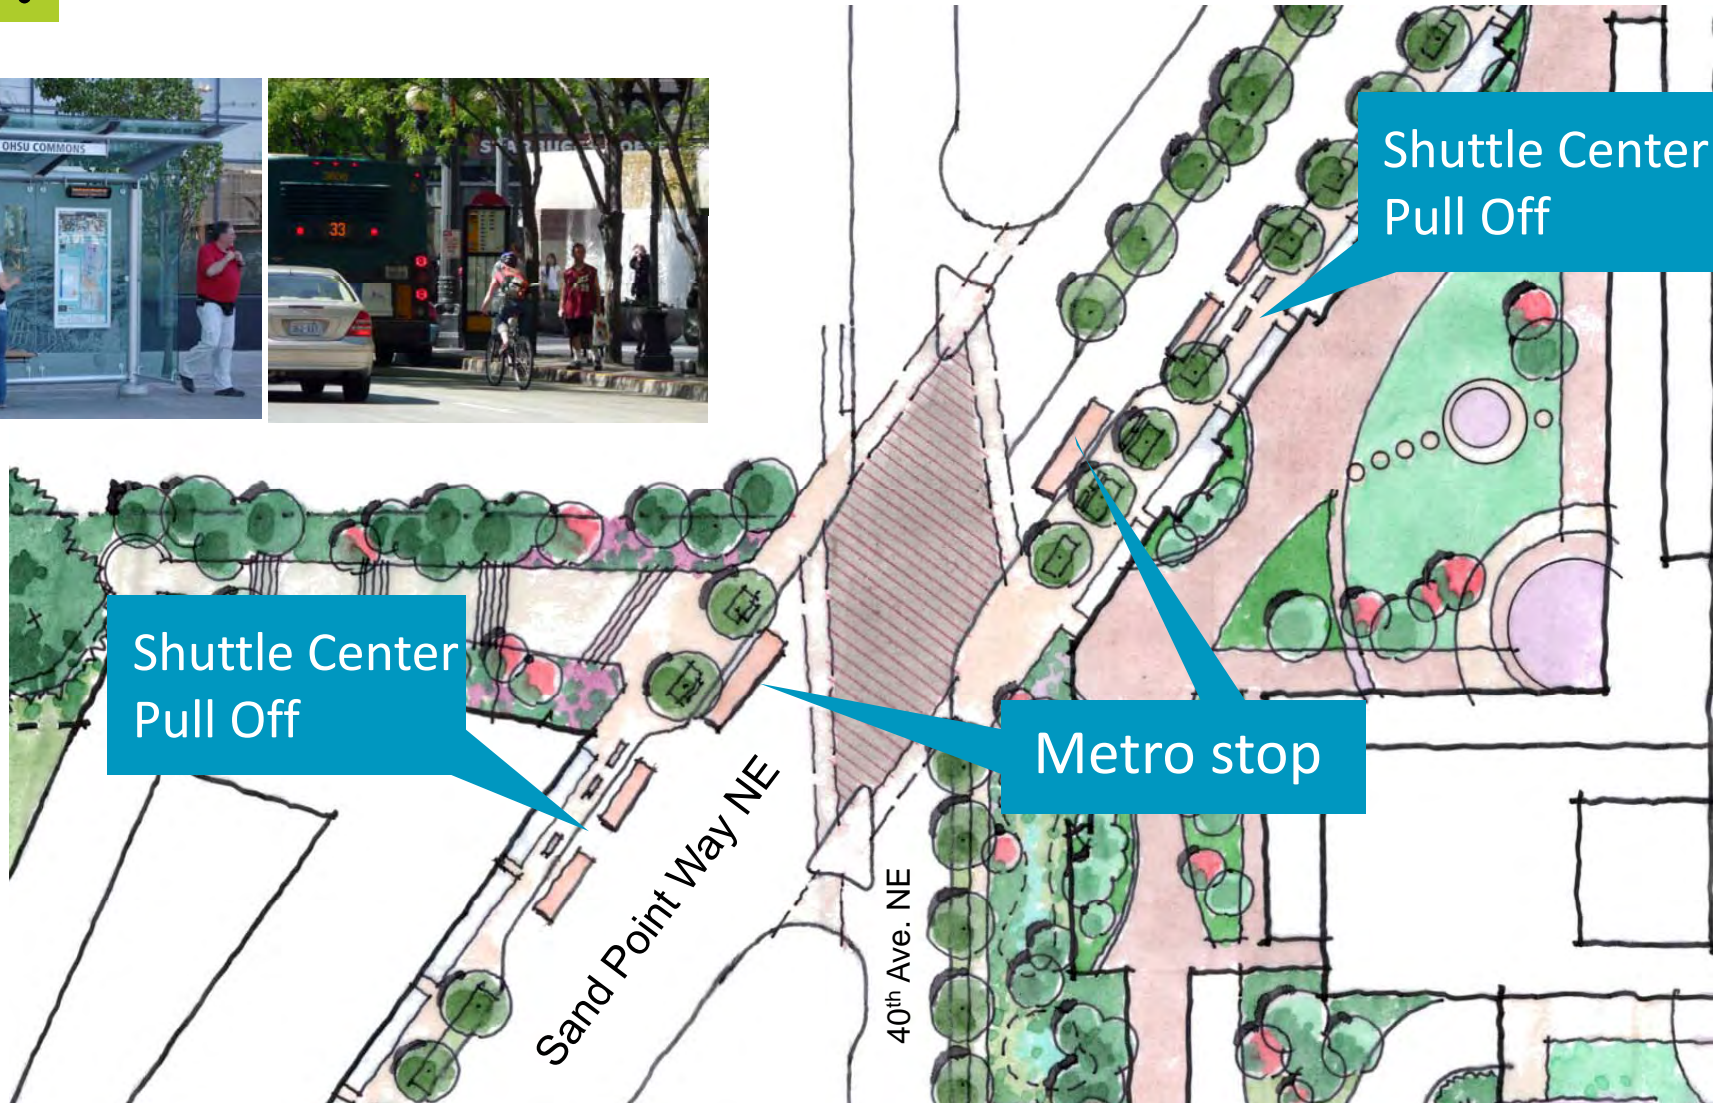 OHSU COMMONS
33
STARBUCKS
Shuttle Center
Pull Off
Shuttle Center
Pull Off
Metro stop
Sand Point Way NE
40th Ave. NE